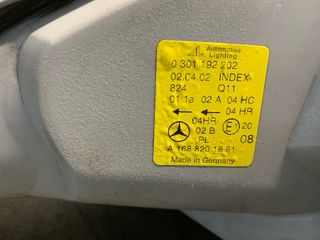 Automotive
Lighting
0 301 192 202
02.04.02 INDEX
824 Q11
01 1a 02 A 04 HC
04 HR
04HR E1 20
02 B
PL 08
A 168 820 18 61
Made in Germany